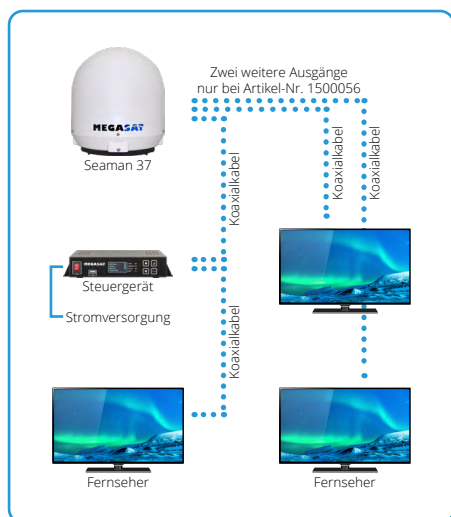 Zwei weitere Ausgänge
nur bei Artikel-Nr. 1500056
MEGASAT
Seaman 37
Koaxialkabel
Koaxialkabel
Koaxialkabel
MEGASAT
Steuergerät
Stromversorgung
Koaxialkabel
Fernseher
Fernseher